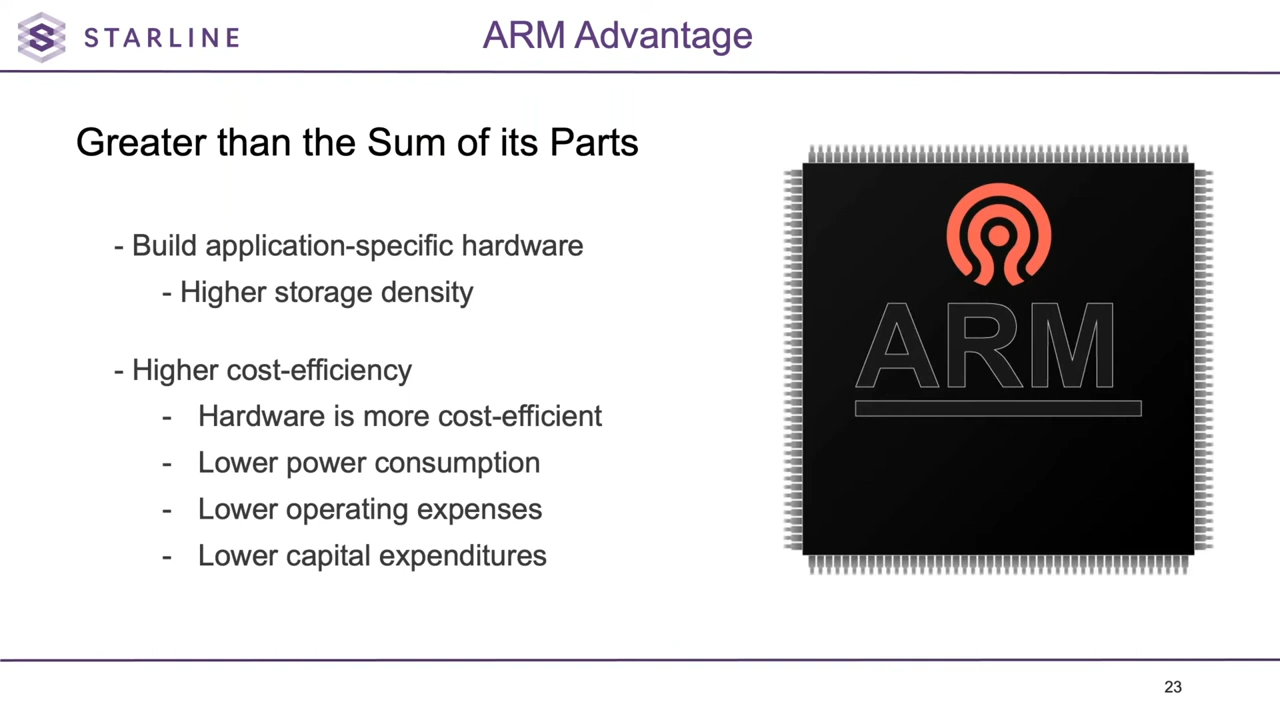 STARLINE
ARM Advantage
Greater than the Sum of its Parts
- Build application-specific hardware
- Higher storage density
- Higher cost-efficiency
- Hardware is more cost-efficient
- Lower power consumption
- Lower operating expenses
- Lower capital expenditures
ARM
23